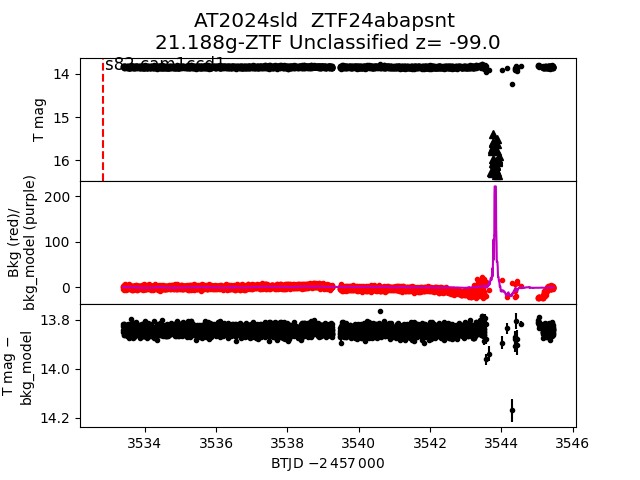 AT2024sld ZTF24abapsnt
21.188g-ZTF Unclassified z= -99.0
s82 cam1ccd1
14
15
16
T mag
200
100
0
Bkg (red)/
bkg_model (purple)
13.8
14.0
14.2
T mag −
bkg_model
3534 3536 3538 3540 3542 3544 3546
BTJD −2 457 000